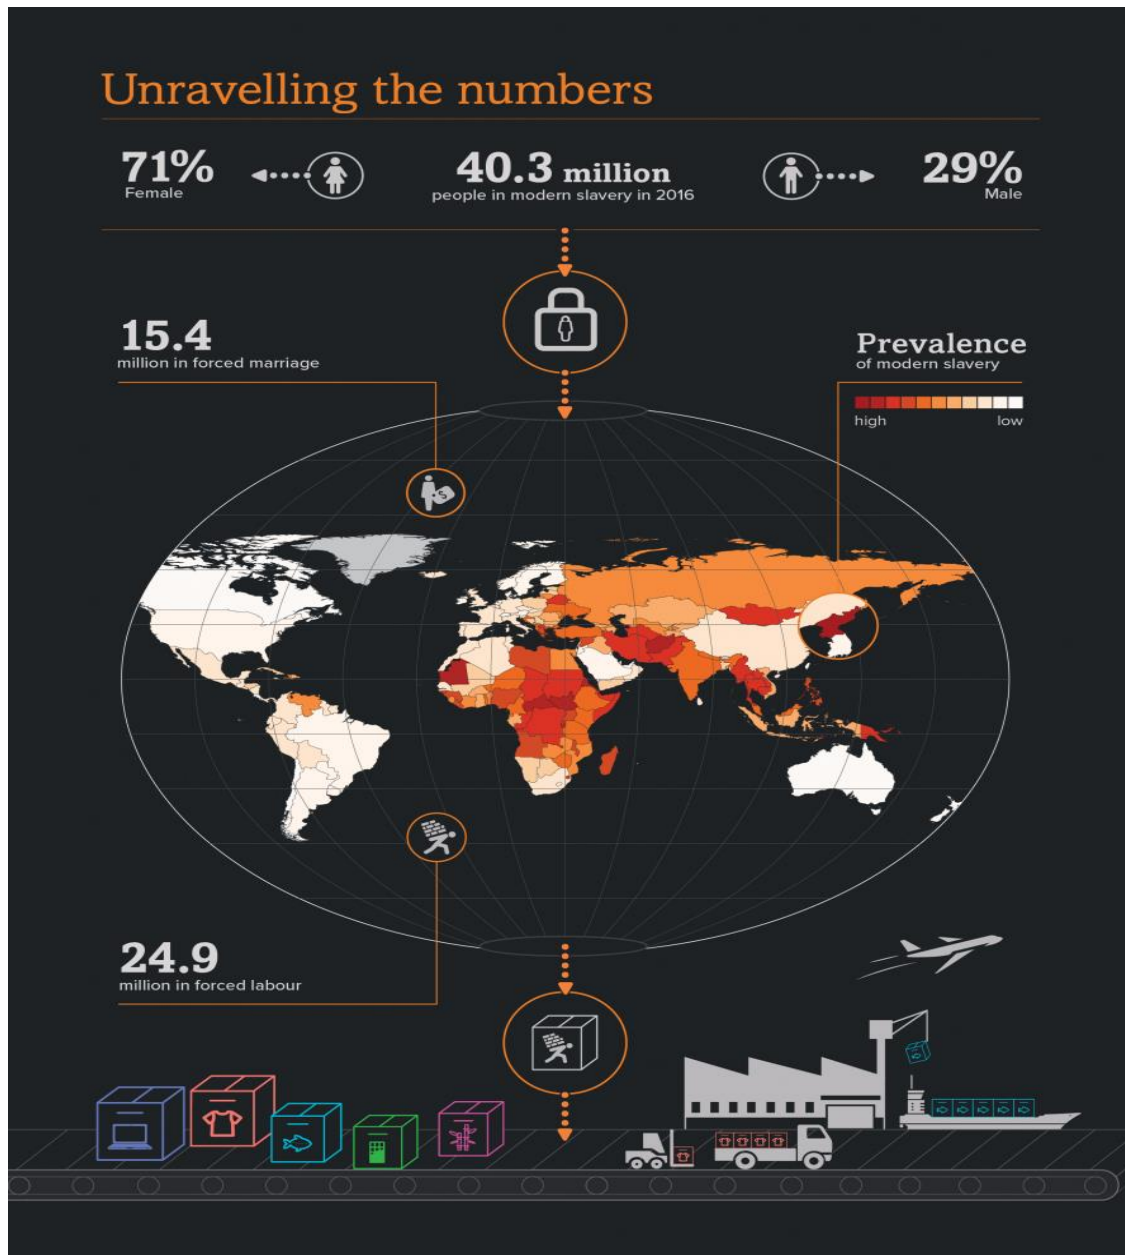 Unravelling the numbers
71%
Female
40.3 million
people in modern slavery in 2016
29%
Male
15.4
million in forced marriage
Prevalence
of modern slavery
high low
$
24.9
million in forced labour